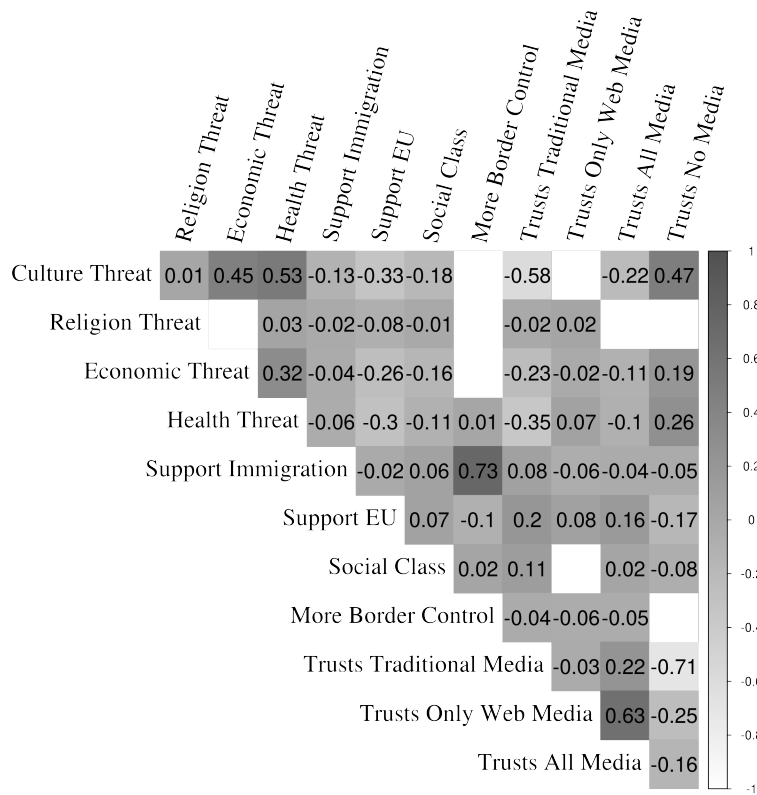 Religion Threat
Economic Threat
Health Threat
Support Immigration
Support EU
Social Class
More Border Control
Trusts Traditional Media
Trusts Only Web Media
Trusts All Media
Trusts No Media
Culture Threat 0.01 0.45 0.53 -0.13 -0.33 -0.18 -0.58 -0.22 0.47
Religion Threat 0.03 -0.02 -0.08 -0.01 -0.02 0.02
Economic Threat 0.32 -0.04 -0.26 -0.16 -0.23 -0.02 -0.11 0.19
Health Threat -0.06 -0.3 -0.11 0.01 -0.35 0.07 -0.1 0.26
Support Immigration -0.02 0.06 0.73 0.08 -0.06 -0.04 -0.05
Support EU 0.07 -0.1 0.2 0.08 0.16 -0.17
Social Class 0.02 0.11 0.02 -0.08
More Border Control -0.04 -0.06 -0.05
Trusts Traditional Media -0.03 0.22 -0.71
Trusts Only Web Media 0.63 -0.25
Trusts All Media -0.16
1
0.8
0.6
0.4
0.2
0
-0.2
-0.4
-0.6
-0.8
-1